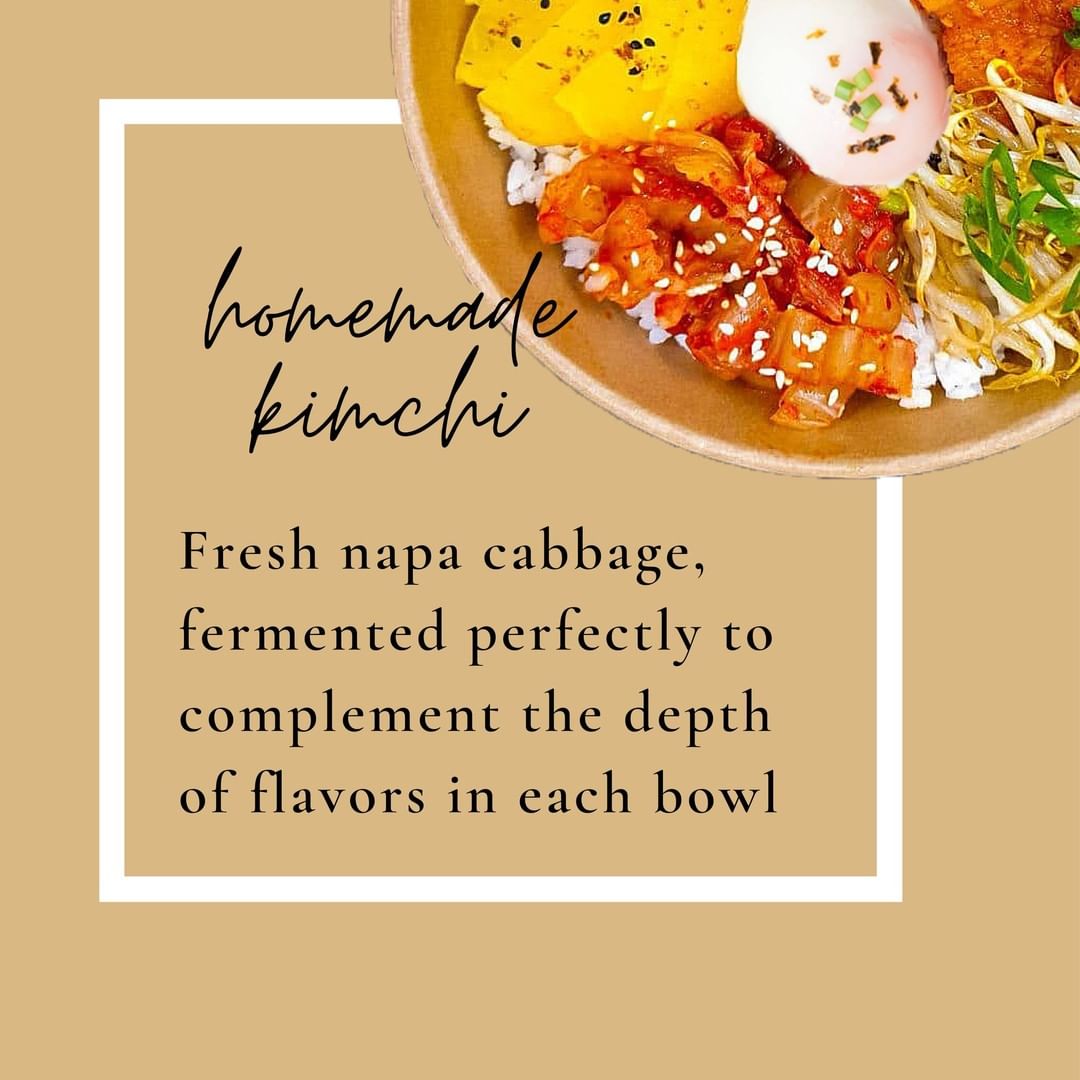 homemade
kimchi
Fresh napa cabbage,
fermented perfectly to
complement the depth
of flavors in each bowl